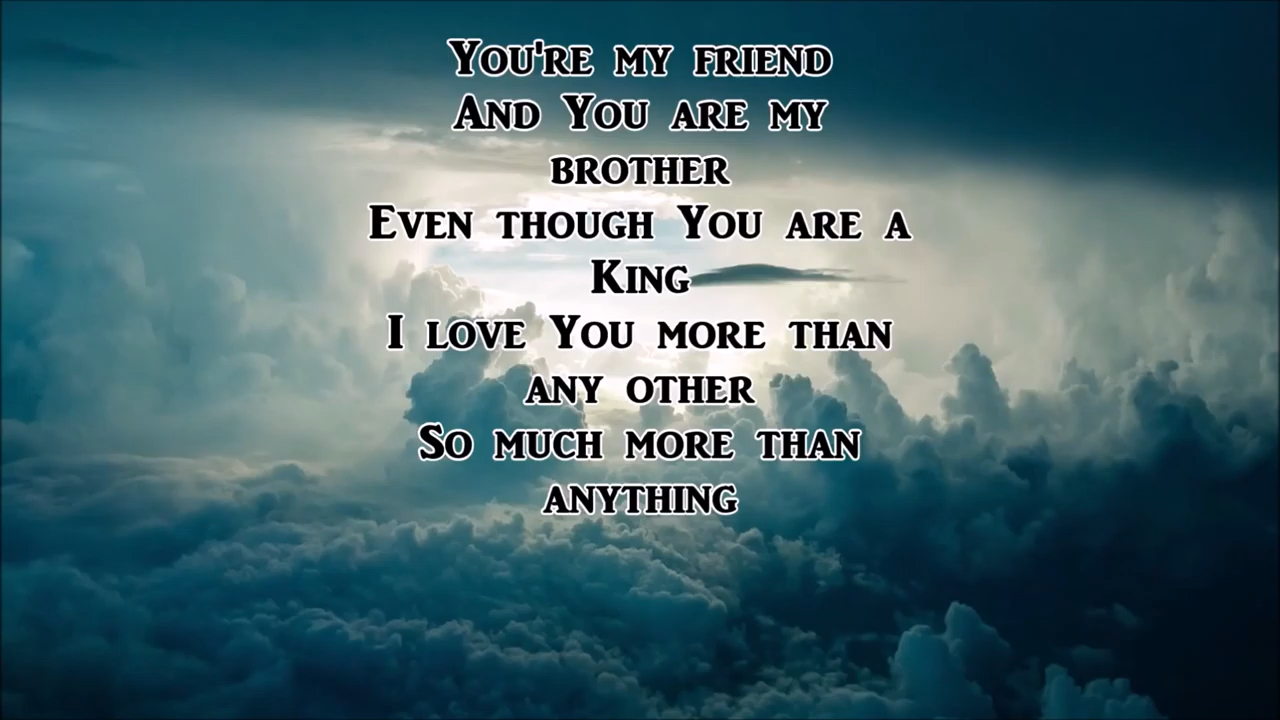 You're my friend
And You are my
brother
Even though You are a
King
I love You more than
any other
So much more than
anything